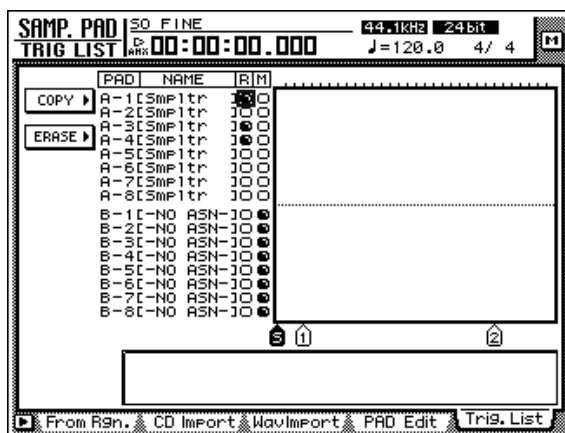 SAMP. PAD SO FINE 44.1kHz 24bit M
TRIG LIST ABS 00:00:00.000 ♩=120.0 4/ 4
PAD NAME R M
COPY
A-1[Smpltr ]
A-2[Smpltr ]
ERASE
A-3[Smpltr ]
A-4[Smpltr ]
A-5[Smpltr ]
A-6[Smpltr ]
A-7[Smpltr ]
A-8[Smpltr ]
B-1[-NO ASN-]
B-2[-NO ASN-]
B-3[-NO ASN-]
B-4[-NO ASN-]
B-5[-NO ASN-]
B-6[-NO ASN-]
B-7[-NO ASN-]
B-8[-NO ASN-]
S 1 2
From Rgn. CD Import WavImport PAD Edit Trig. List